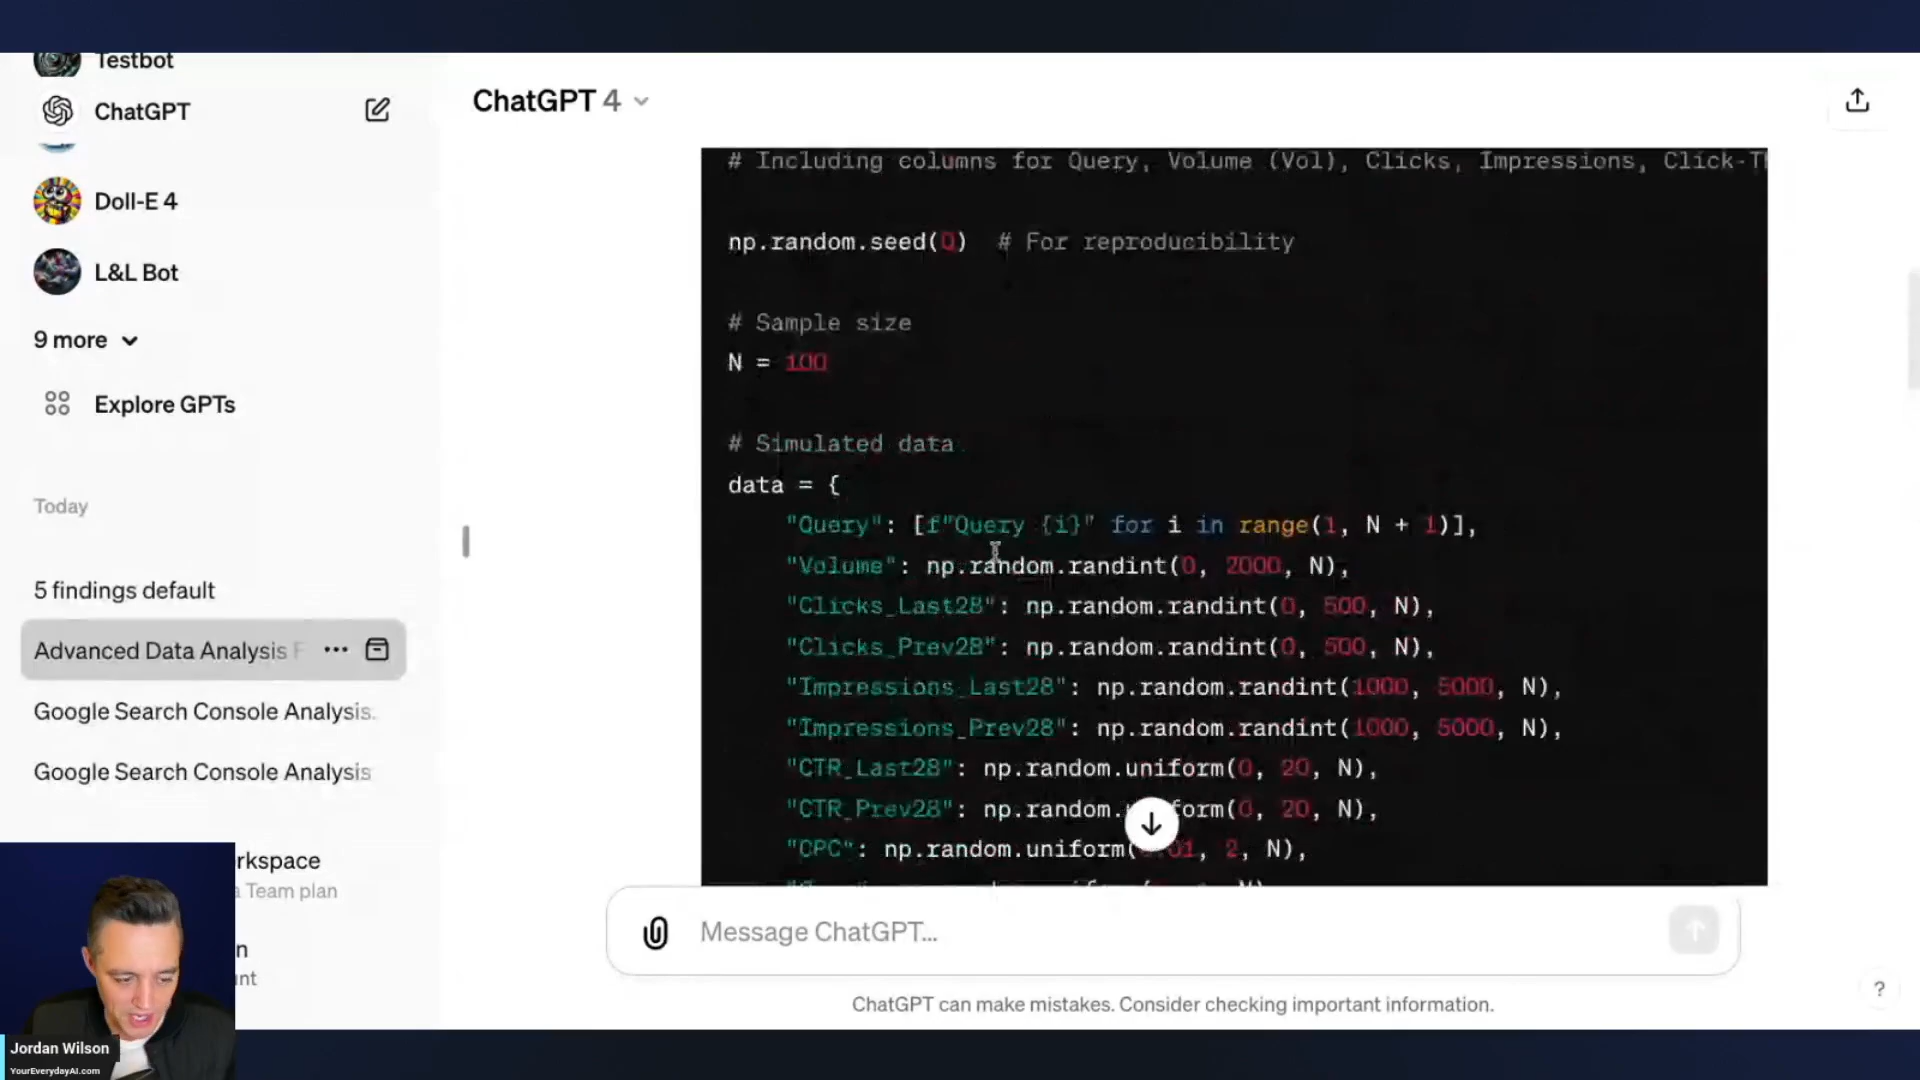 Testbot
ChatGPT
Doll-E 4
L&L Bot
9 more
Explore GPTs
Today
5 findings default
Advanced Data Analysis
Google Search Console Analysis.
Google Search Console Analysis
rkspace
Team plan
n
nt
Jordan Wilson
YourEverydayAI.com
ChatGPT 4
# Including columns for Query, Volume (Vol), Clicks, Impressions, Click-T
np.random.seed(0)  # For reproducibility
# Sample size
N = 100
# Simulated data
data = {
"Query": [f"Query {i}" for i in range(1, N + 1)],
"Volume": np.random.randint(0, 2000, N),
"Clicks_Last28": np.random.randint(0, 500, N),
"Clicks_Prev28": np.random.randint(0, 500, N),
"Impressions_Last28": np.random.randint(1000, 5000, N),
"Impressions_Prev28": np.random.randint(1000, 5000, N),
"CTR_Last28": np.random.uniform(0, 20, N),
"CTR_Prev28": np.random. form(0, 20, N),
"CPC": np.random.uniform( 01, 2, N),
Message ChatGPT...
ChatGPT can make mistakes. Consider checking important information.
?